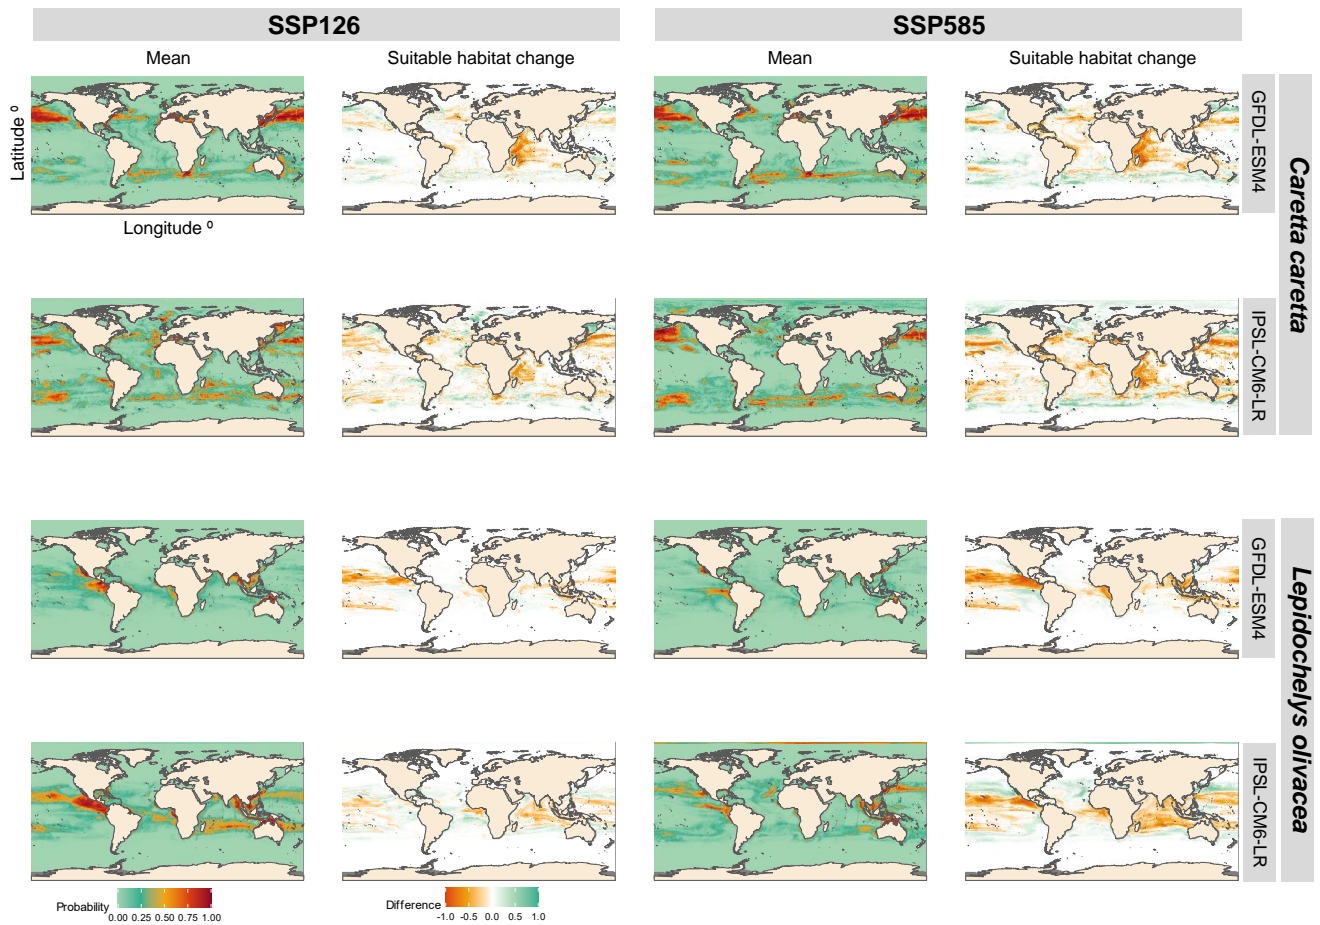 SSP126
SSP585
Mean
Suitable habitat change
Mean
Suitable habitat change
Latitude º
Longitude º
GFDL-ESM4
IPSL-CM6-LR
Caretta caretta
GFDL-ESM4
IPSL-CM6-LR
Lepidochelys olivacea
Probability
0.00 0.25 0.50 0.75 1.00
Difference
-1.0 -0.5 0.0 0.5 1.0